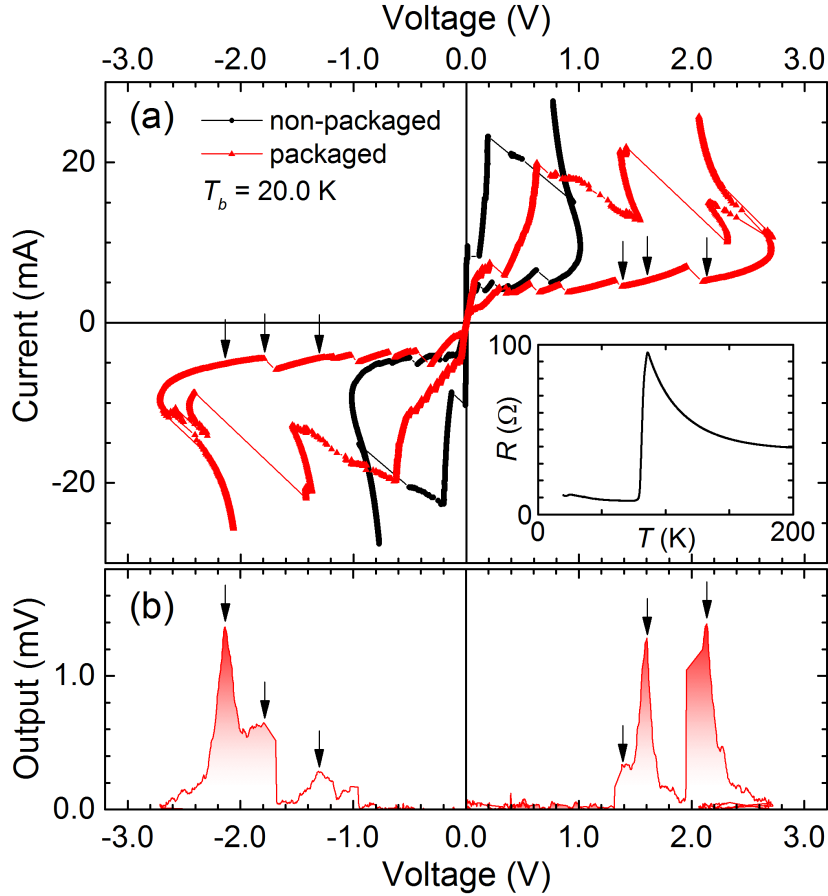 Voltage (V)
-3.0 -2.0 -1.0 0.0 1.0 2.0 3.0
(a)
non-packaged
packaged
T_b = 20.0 K
20
0
-20
Current (mA)
100
0
R (Ω)
0 200
T (K)
(b)
1.0
0.0
Output (mV)
-3.0 -2.0 -1.0 0.0 1.0 2.0 3.0
Voltage (V)